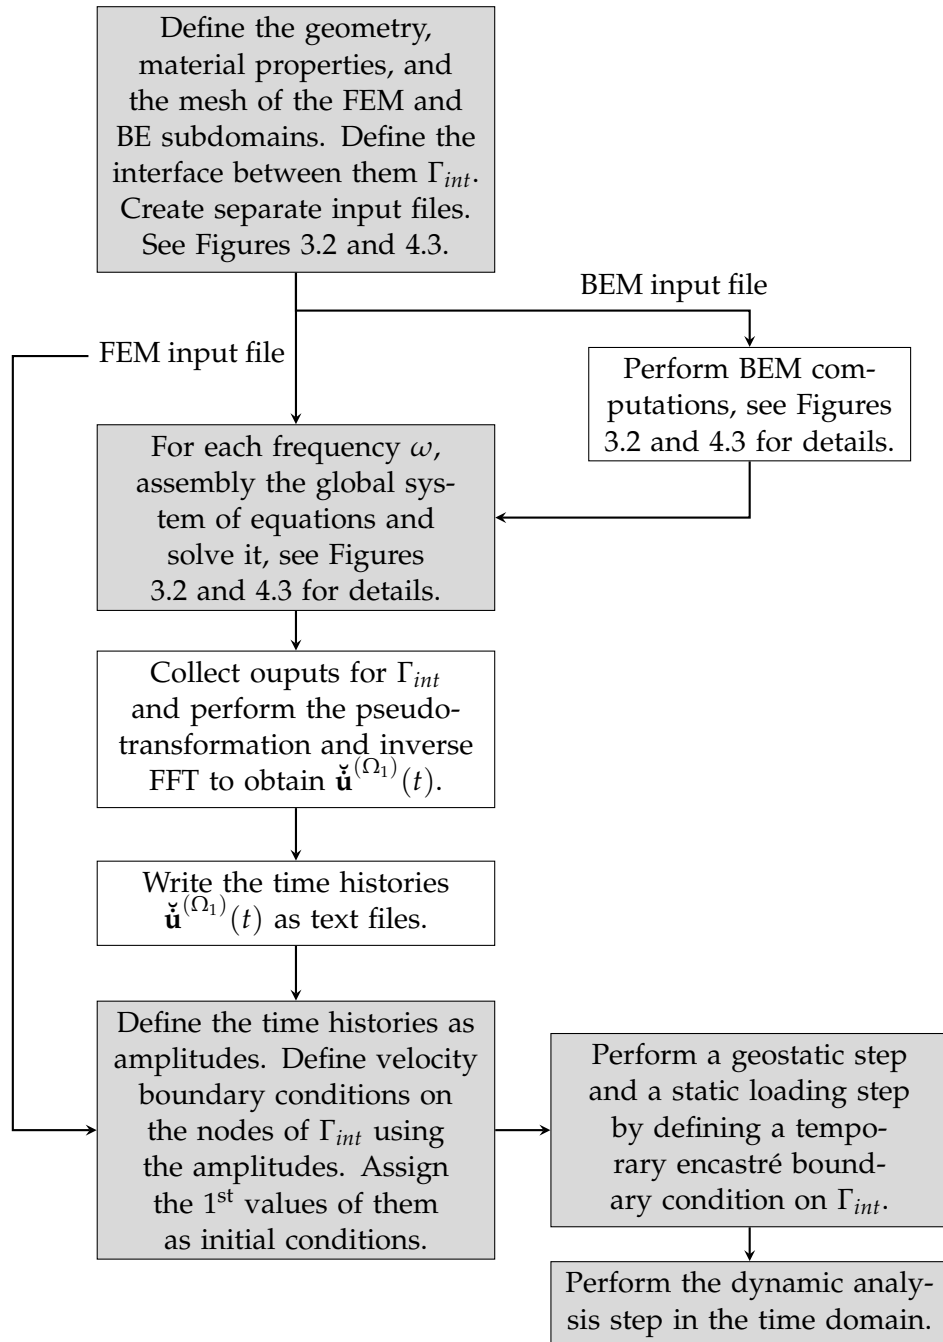 Define the geometry,
material properties, and
the mesh of the FEM and
BE subdomains. Define the
interface between them Γ_int.
Create separate input files.
See Figures 3.2 and 4.3.
BEM input file
FEM input file
Perform BEM com-
putations, see Figures
3.2 and 4.3 for details.
For each frequency ω,
assembly the global sys-
tem of equations and
solve it, see Figures
3.2 and 4.3 for details.
Collect ouputs for Γ_int
and perform the pseudo-
transformation and inverse
FFT to obtain ŭ̇^(Ω₁)(t).
Write the time histories
ŭ̇^(Ω₁)(t) as text files.
Define the time histories as
amplitudes. Define velocity
boundary conditions on
the nodes of Γ_int using
the amplitudes. Assign
the 1st values of them
as initial conditions.
Perform a geostatic step
and a static loading step
by defining a tempo-
rary encastré bound-
ary condition on Γ_int.
Perform the dynamic analy-
sis step in the time domain.